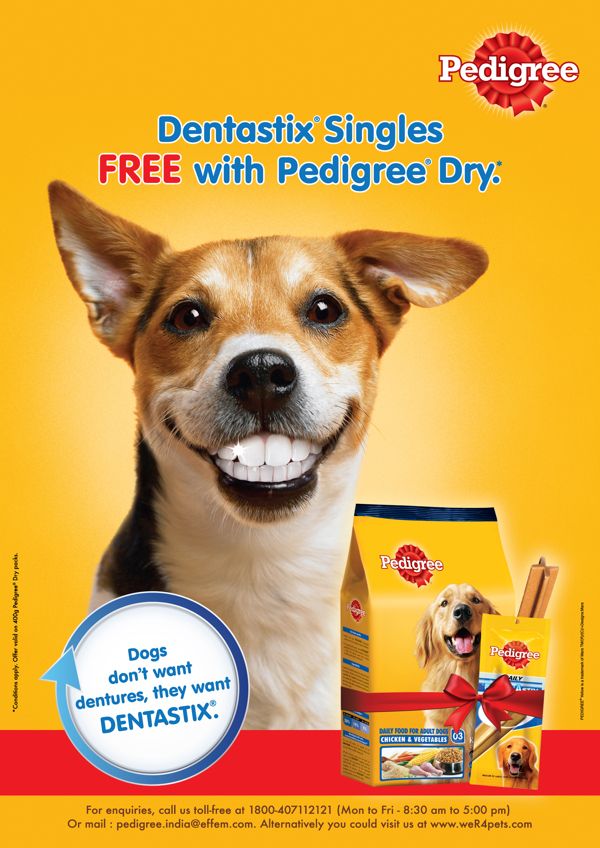 Pedigree®
Dentastix® Singles
FREE with Pedigree® Dry.*
*Conditions apply. Offer valid on 400g Pedigree® Dry packs.
Dogs
don't want
dentures, they want
DENTASTIX®.
Pedigree
DAILY FOOD FOR ADULT DOGS
CHICKEN & VEGETABLES
03
Pedigree
For enquiries, call us toll-free at 1800-407112121 (Mon to Fri - 8:30 am to 5:00 pm)
Or mail : pedigree.india@effem.com. Alternatively you could visit us at www.weR4pets.com